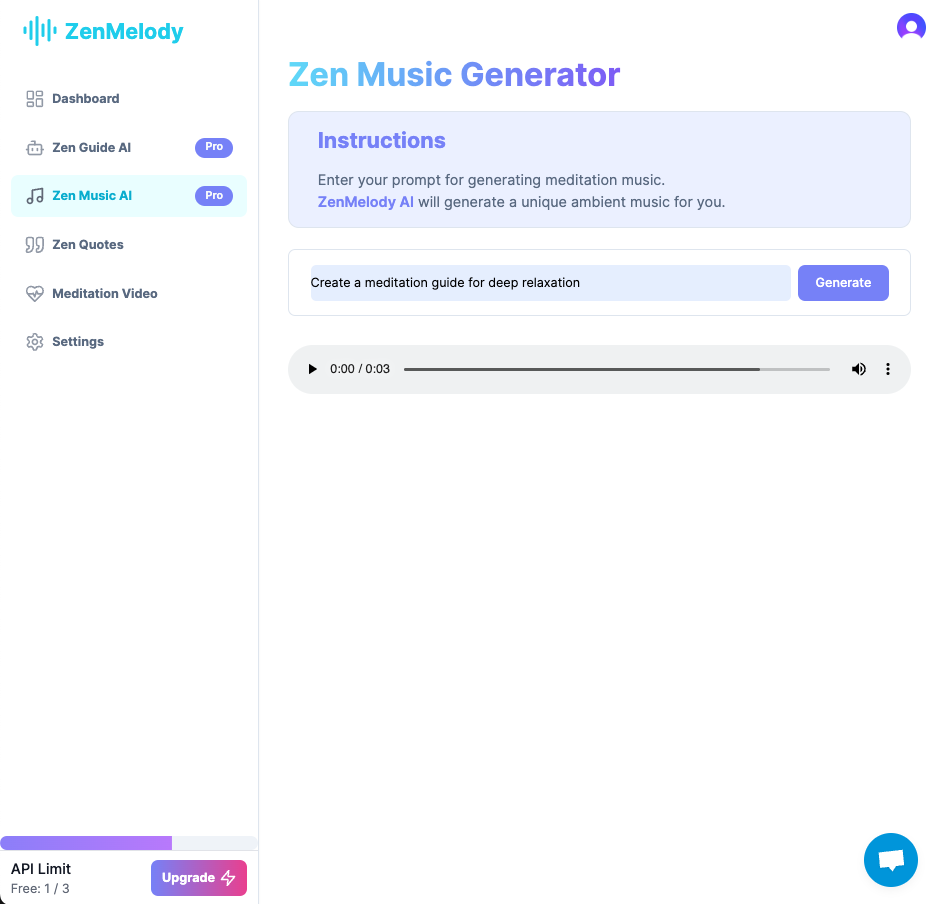 ZenMelody
Dashboard
Zen Guide AI Pro
Zen Music AI Pro
Zen Quotes
Meditation Video
Settings
API Limit
Free: 1 / 3
Upgrade
Zen Music Generator
Instructions
Enter your prompt for generating meditation music.
ZenMelody AI will generate a unique ambient music for you.
Create a meditation guide for deep relaxation
Generate
0:00 / 0:03